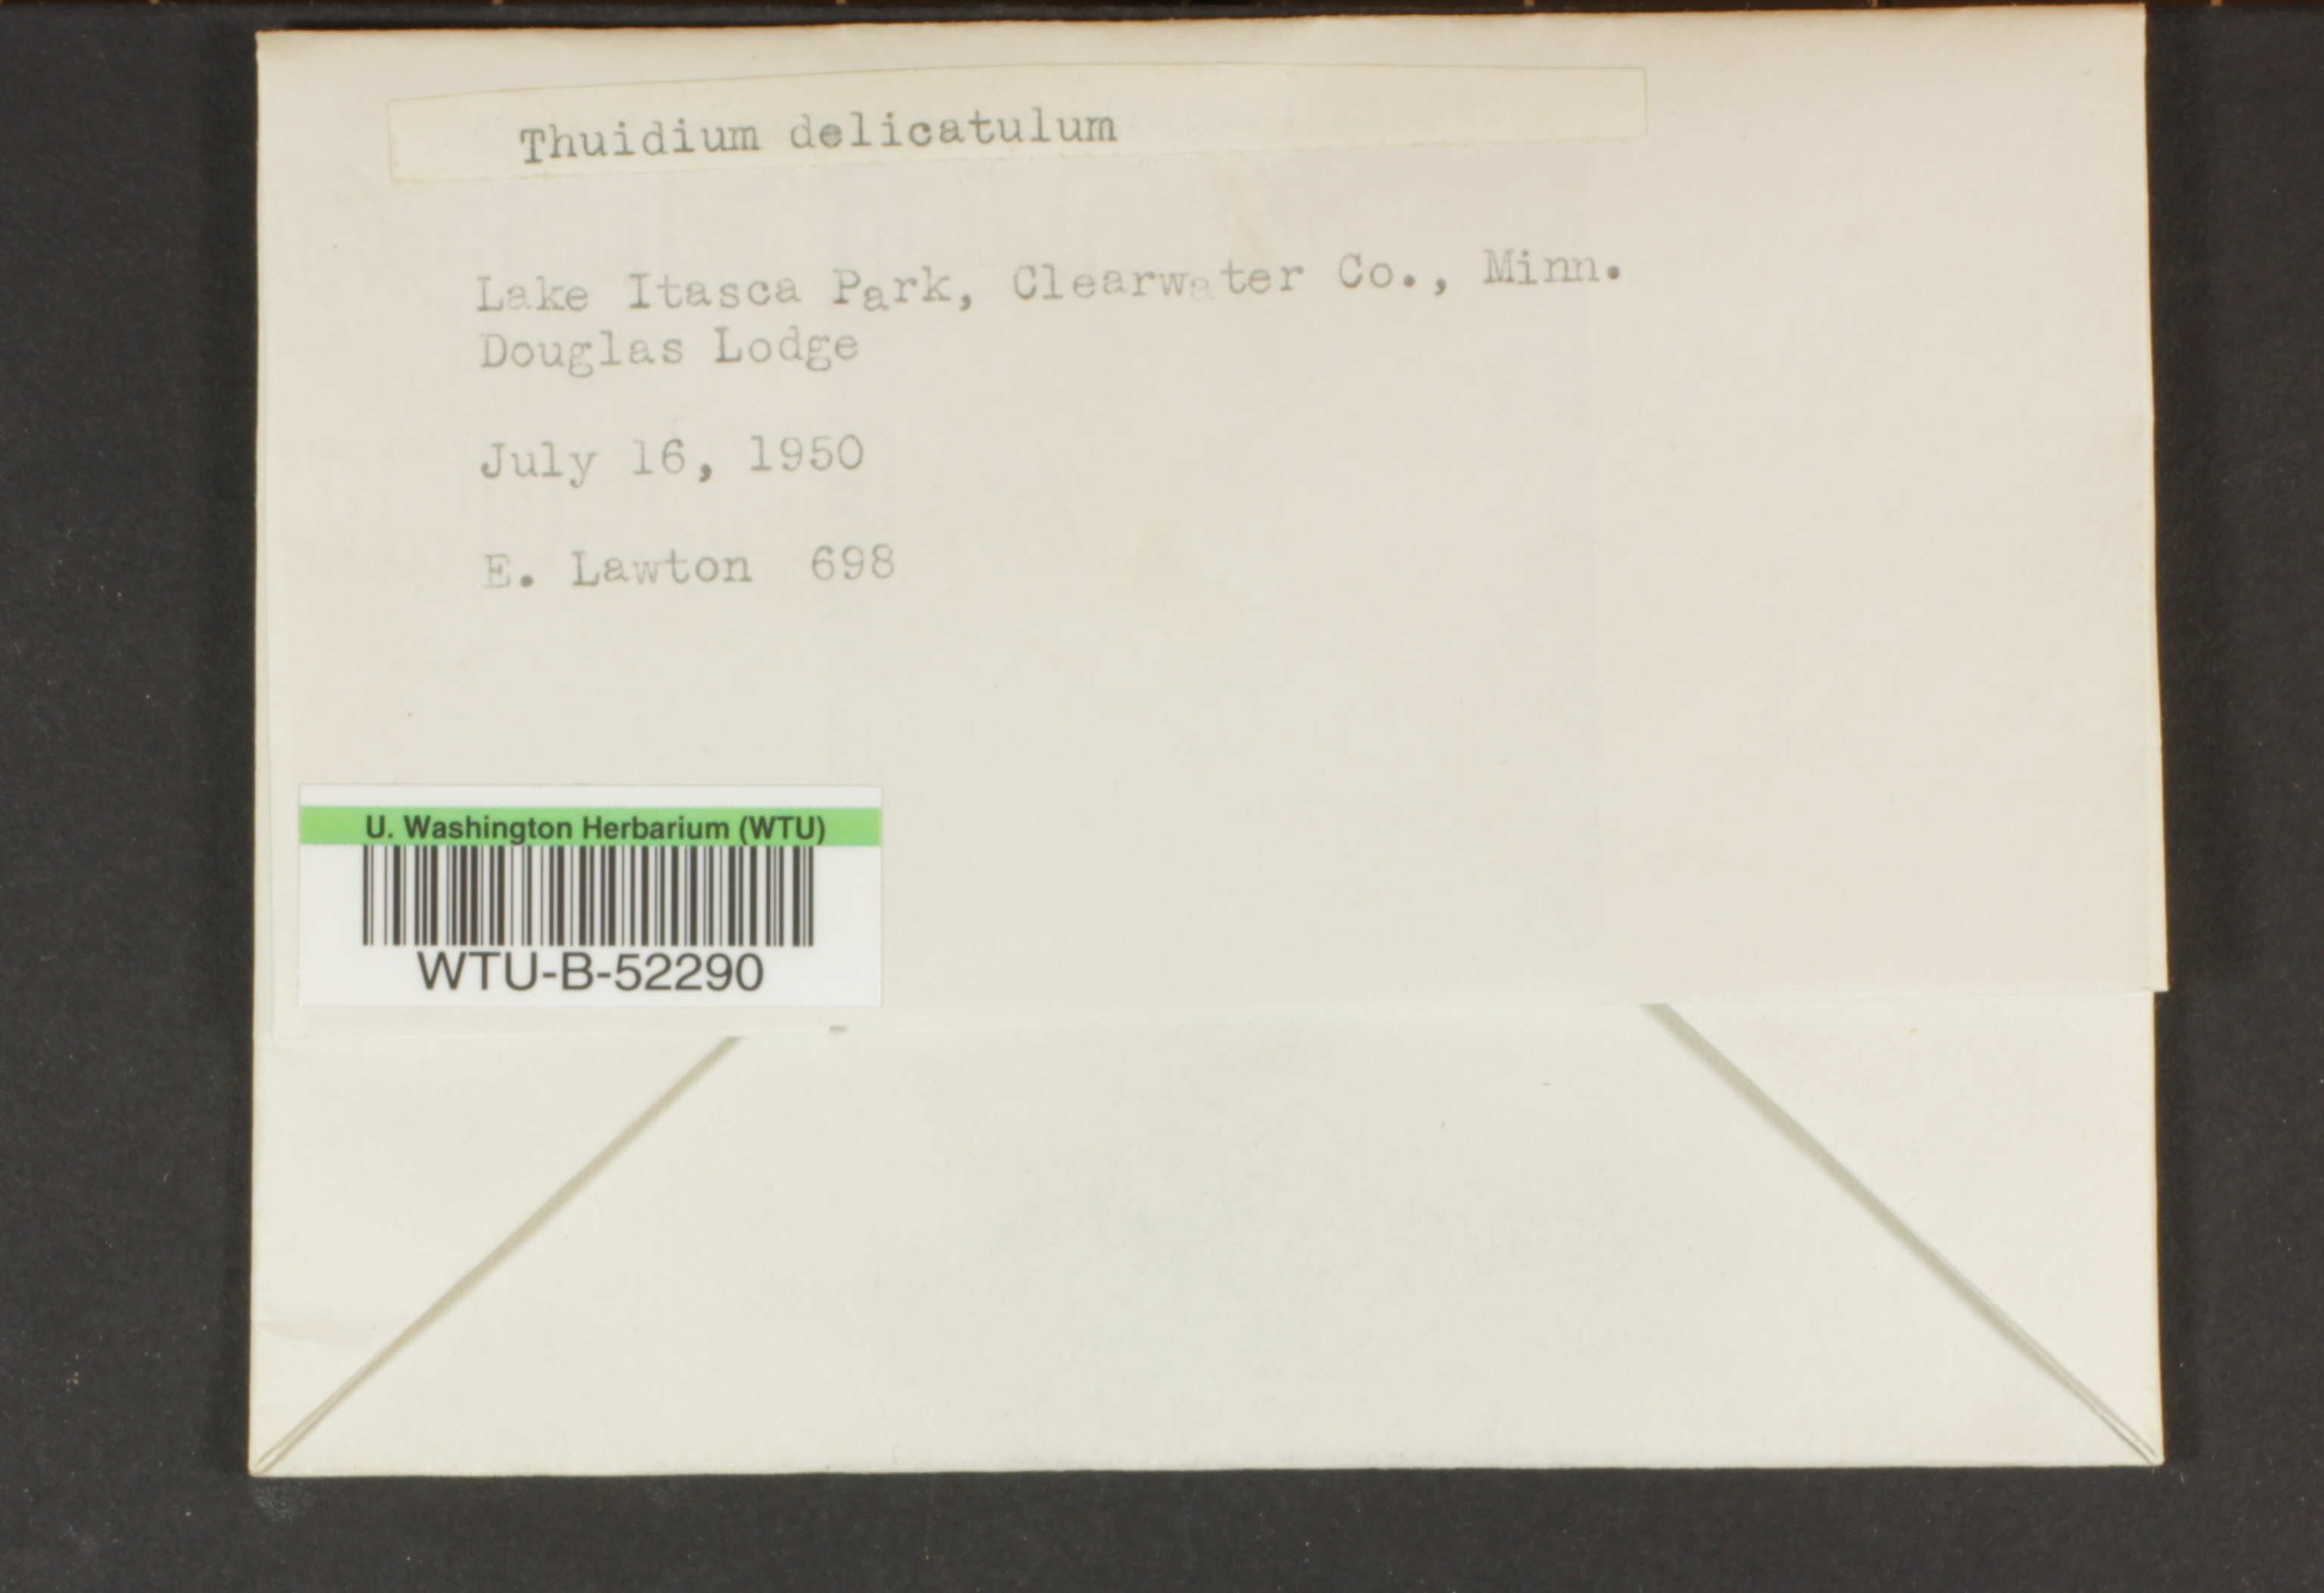 Thuidium delicatulum
Lake Itasca Park, Clearwater Co., Minn.
Douglas Lodge
July 16, 1950
E. Lawton 698
U. Washington Herbarium (WTU)
WTU-B-52290